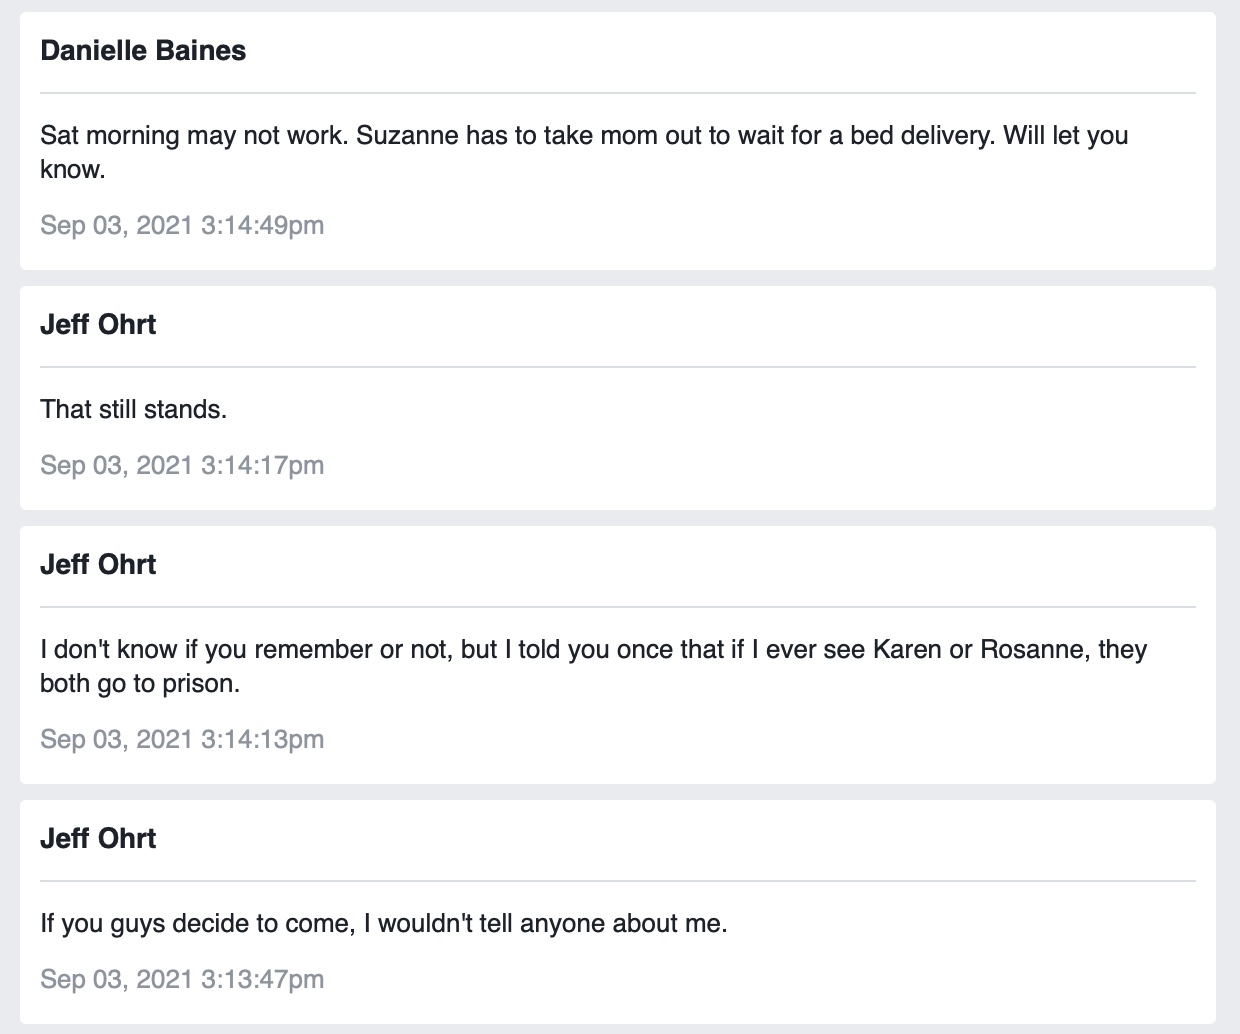 Danielle Baines
Sat morning may not work. Suzanne has to take mom out to wait for a bed delivery. Will let you
know.
Sep 03, 2021 3:14:49pm
Jeff Ohrt
That still stands.
Sep 03, 2021 3:14:17pm
Jeff Ohrt
I don't know if you remember or not, but I told you once that if I ever see Karen or Rosanne, they
both go to prison.
Sep 03, 2021 3:14:13pm
Jeff Ohrt
If you guys decide to come, I wouldn't tell anyone about me.
Sep 03, 2021 3:13:47pm